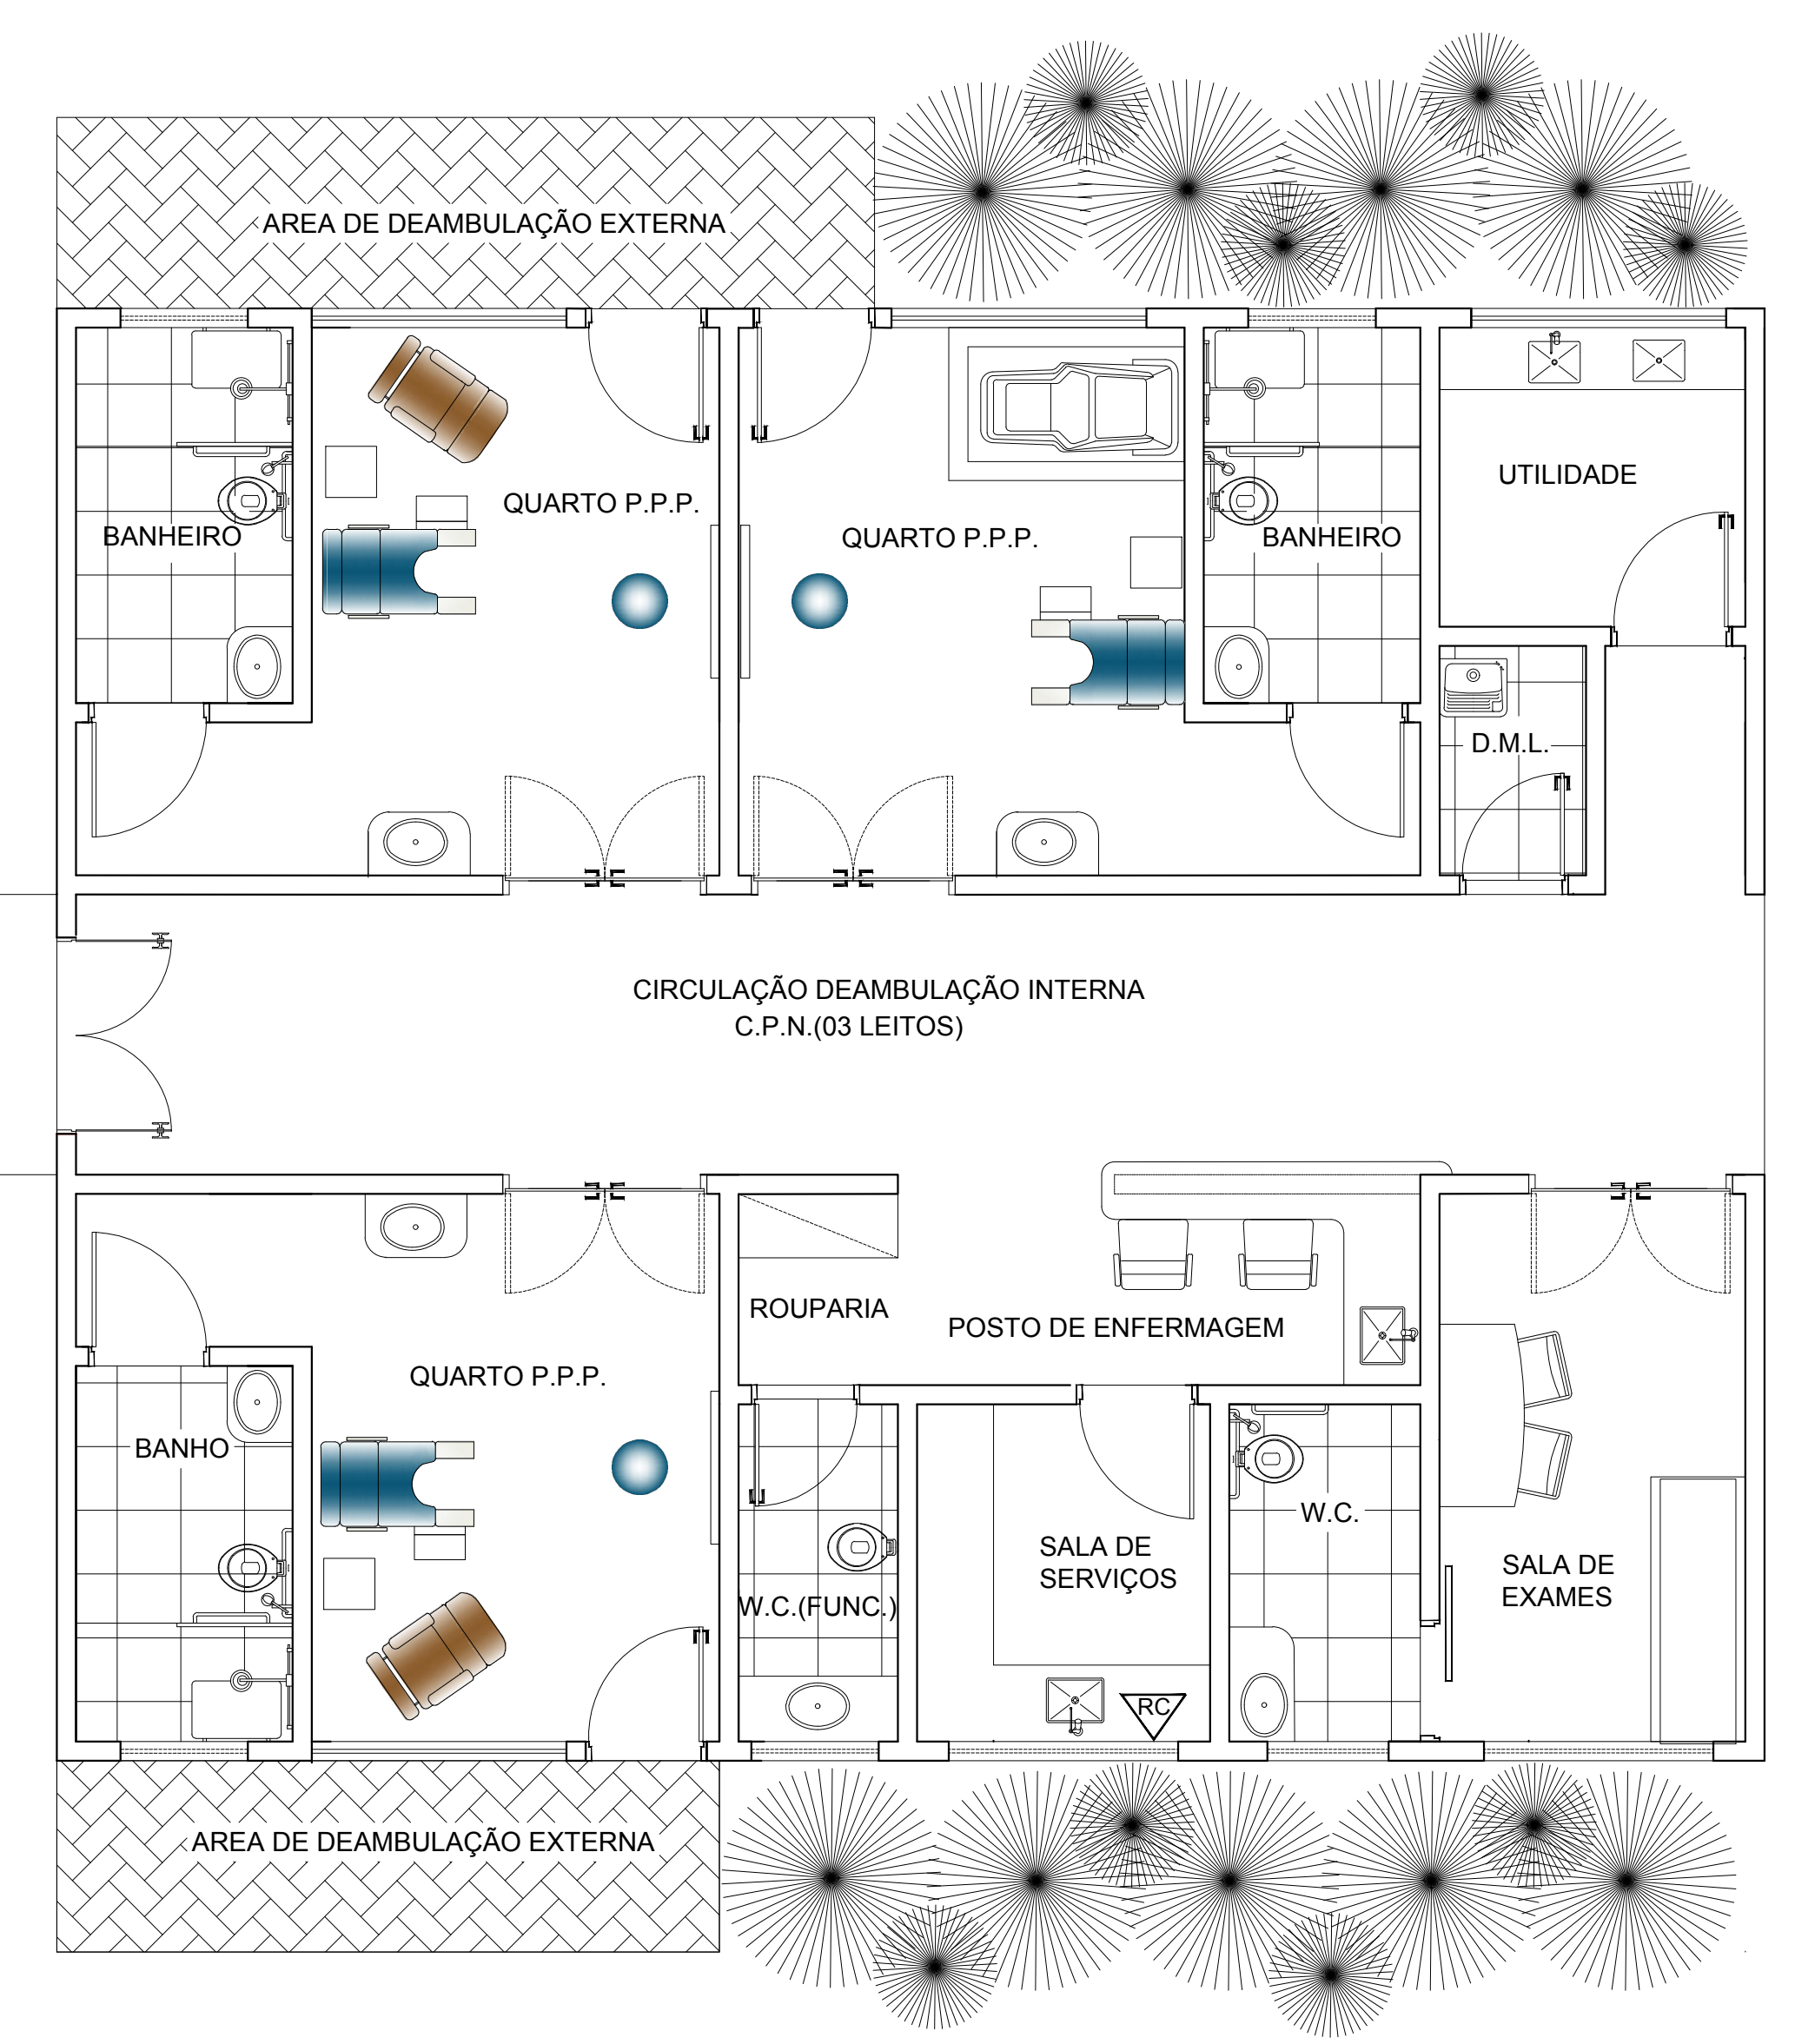 AREA DE DEAMBULAÇÃO EXTERNA
UTILIDADE
QUARTO P.P.P.
BANHEIRO
QUARTO P.P.P.
BANHEIRO
D.M.L.
CIRCULAÇÃO DEAMBULAÇÃO INTERNA
C.P.N.(03 LEITOS)
ROUPARIA
POSTO DE ENFERMAGEM
QUARTO P.P.P.
BANHO
W.C.
SALA DE
SERVIÇOS
SALA DE
EXAMES
W.C.(FUNC.)
RC
AREA DE DEAMBULAÇÃO EXTERNA